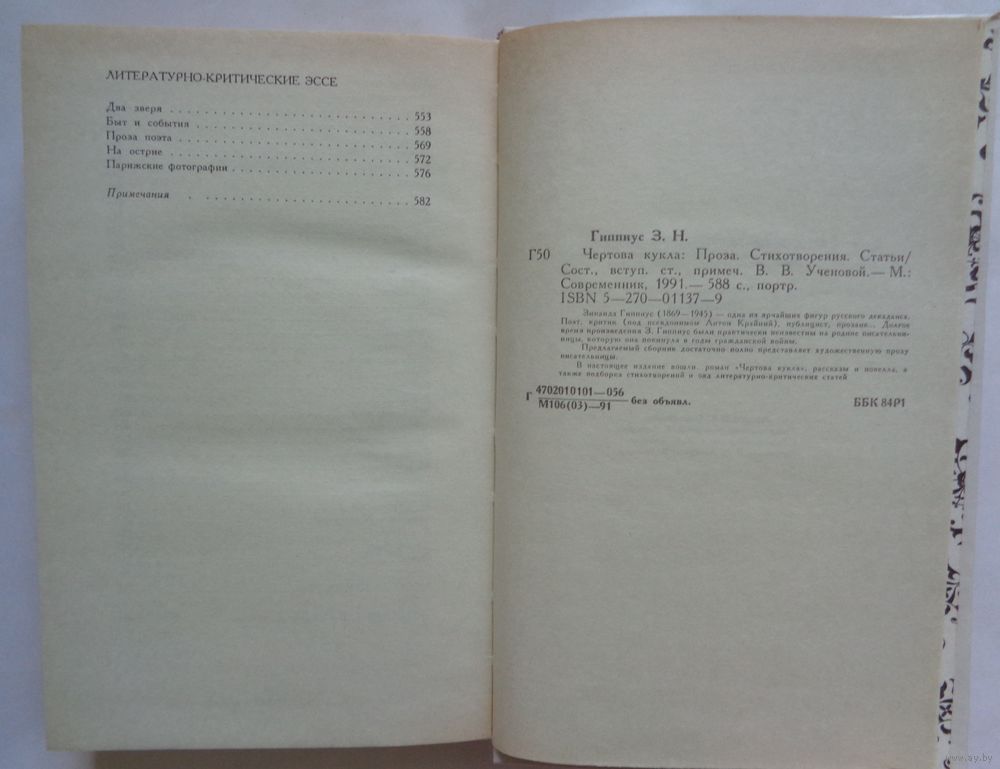 ЛИТЕРАТУРНО-КРИТИЧЕСКИЕ ЭССЕ
Два зверя . . . . . . . . . . . . . . . . . . . . . . . . . . 553
Быт и события . . . . . . . . . . . . . . . . . . . . . . . 558
Проза поэта . . . . . . . . . . . . . . . . . . . . . . . . . 569
На острие . . . . . . . . . . . . . . . . . . . . . . . . . . 572
Парижские фотографии . . . . . . . . . . . . . . . . . . . . 576
Примечания . . . . . . . . . . . . . . . . . . . . . . . . 582
Гиппиус З. Н.
Г50 Чертова кукла: Проза. Стихотворения. Статьи/
Сост., вступ. ст., примеч. В. В. Ученовой.— М.:
Современник, 1991.— 588 с., портр.
ISBN 5—270—01137—9
Зинаида Гиппиус (1869—1945) — одна из ярчайших фигур русского декаданса.
Поэт, критик (под псевдонимом Антон Крайний), публицист, прозаик... Долгое
время произведения З. Гиппиус были практически неизвестны на родине писательни-
ницы, которую она покинула в годы гражданской войны.
Предлагаемый сборник достаточно полно представляет художественную прозу
писательницы.
В настоящее издание вошли: роман «Чертова кукла», рассказы и новелла, а
также подборка стихотворений и ряд литературно-критических статей
Г 4702010101—056
М106(03)—91 без объявл.
ББК 84Р1
www.ay.by